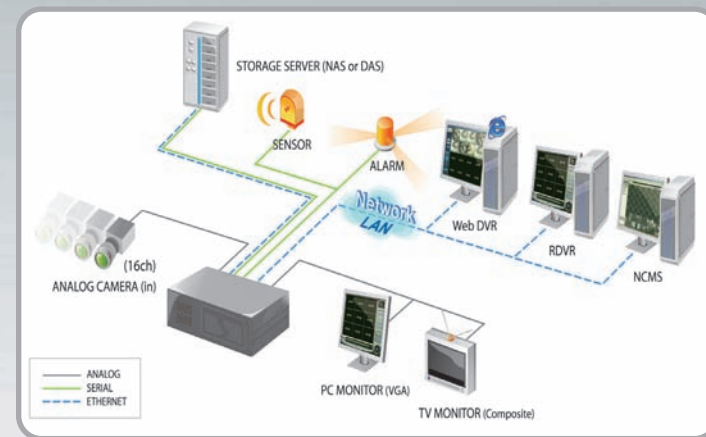 STORAGE SERVER (NAS or DAS)
SENSOR
ALARM
Network
LAN
Web DVR
RDVR
NCMS
(16ch)
ANALOG CAMERA (in)
PC MONITOR (VGA)
TV MONITOR (Composite)
ANALOG
SERIAL
ETHERNET